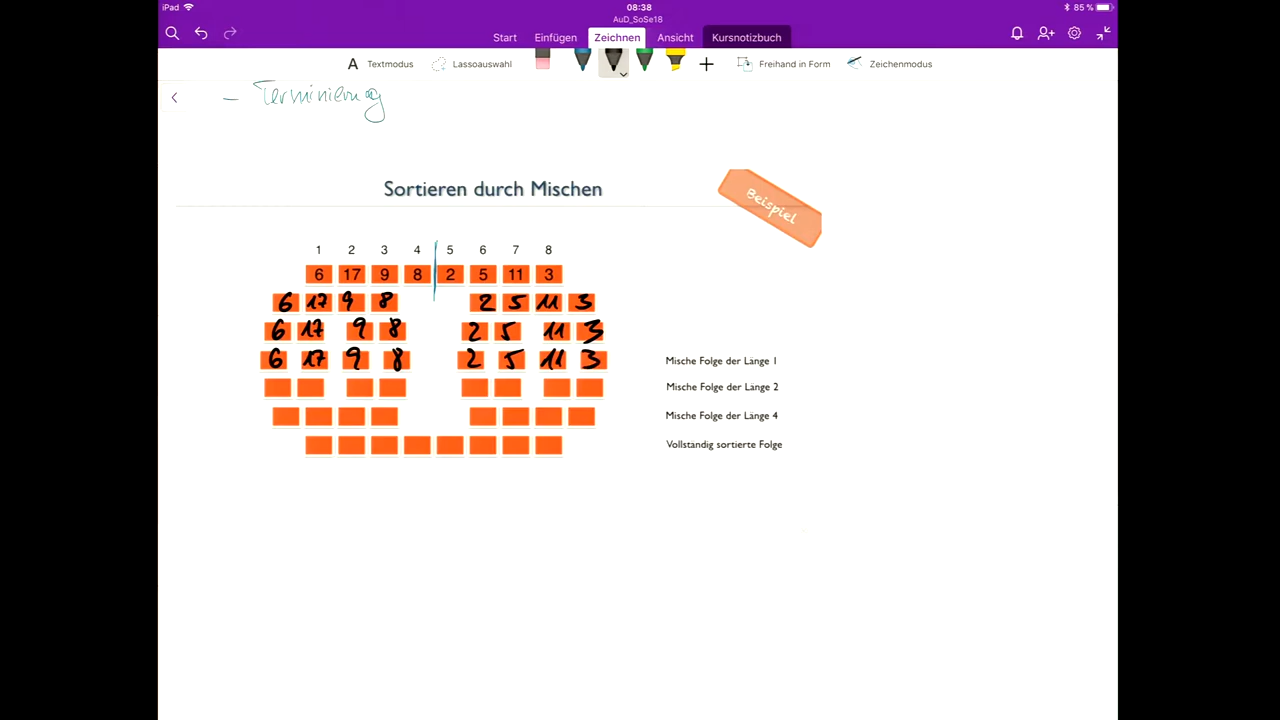 iPad 08:38 85 %
AuD_SoSe18
Start Einfügen Zeichnen Ansicht Kursnotizbuch
A Textmodus Lassoauswahl Freihand in Form Zeichenmodus
– Terminierung
Sortieren durch Mischen
Beispiel
1 2 3 4 5 6 7 8
6 17 9 8 2 5 11 3
6 17 9 8 2 5 11 3
6 17 9 8 2 5 11 3
6 17 9 8 2 5 11 3
Mische Folge der Länge 1
Mische Folge der Länge 2
Mische Folge der Länge 4
Vollständig sortierte Folge